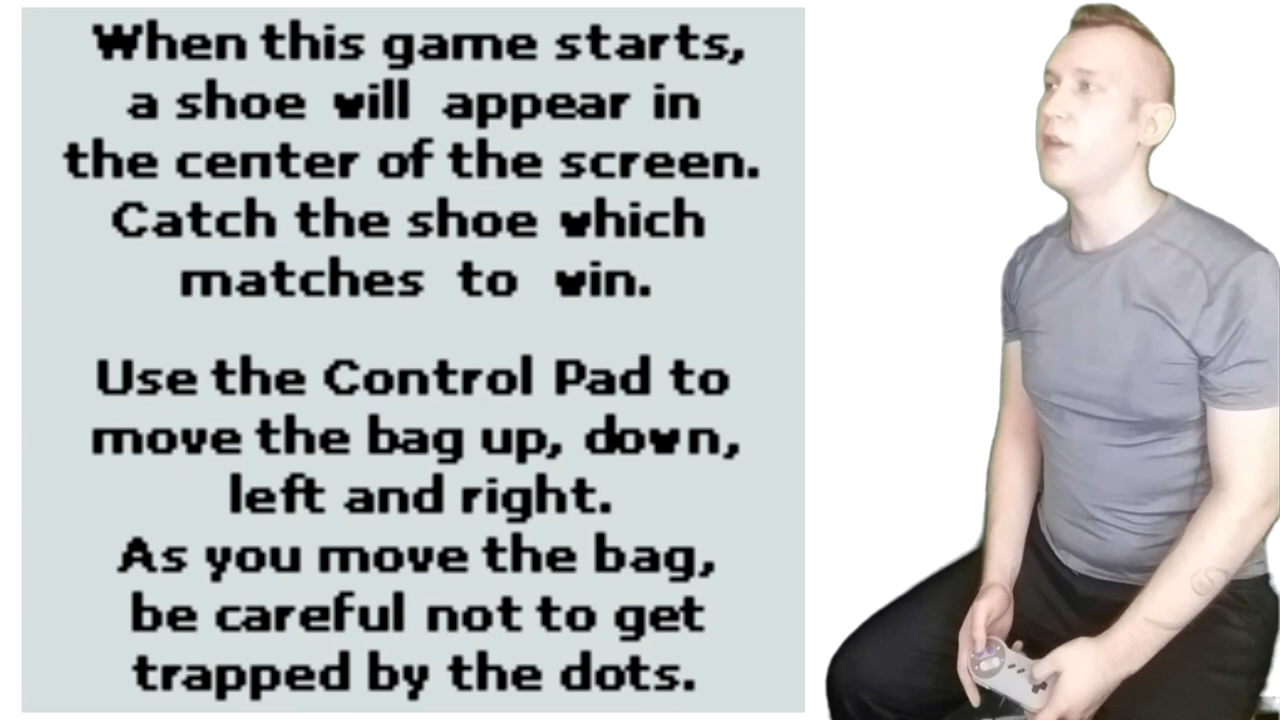 When this game starts,
a shoe will appear in
the center of the screen.
Catch the shoe which
matches to win.
Use the Control Pad to
move the bag up, down,
left and right.
As you move the bag,
be careful not to get
trapped by the dots.